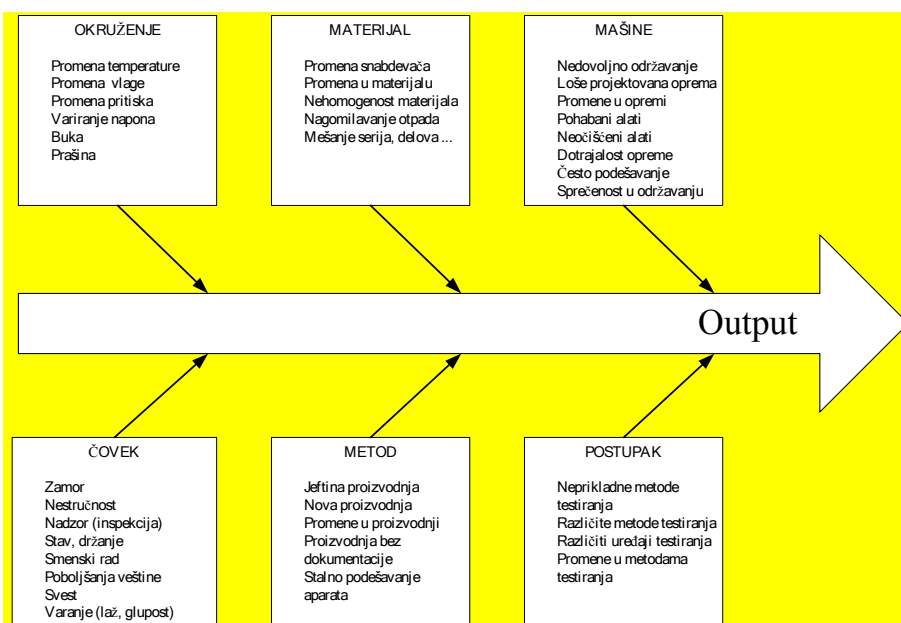 OKRUŽENJE
Promena temperature
Promena vlage
Promena pritiska
Variranje napona
Buka
Prašina
MATERIJAL
Promena snabdevača
Promena u materijalu
Nehomogenost materijala
Nagomilavanje otpada
Mešanje serija, delova ...
MAŠINE
Nedovoljno održavanje
Loše projektovana oprema
Promene u opremi
Pohabani alati
Neočišćeni alati
Dotrajalost opreme
Često podešavanje
Sprečenost u održavanju
Output
ČOVEK
Zamor
Nestručnost
Nadzor (inspekcija)
Stav, držanje
Smenski rad
Poboljšanja veštine
Svest
Varanje (laž, glupost)
METOD
Jeftina proizvodnja
Nova proizvodnja
Promene u proizvodnji
Proizvodnja bez
dokumentacije
Stalno podešavanje
aparata
POSTUPAK
Neprikladne metode
testiranja
Različite metode testiranja
Različiti uređaji testiranja
Promene u metodama
testiranja